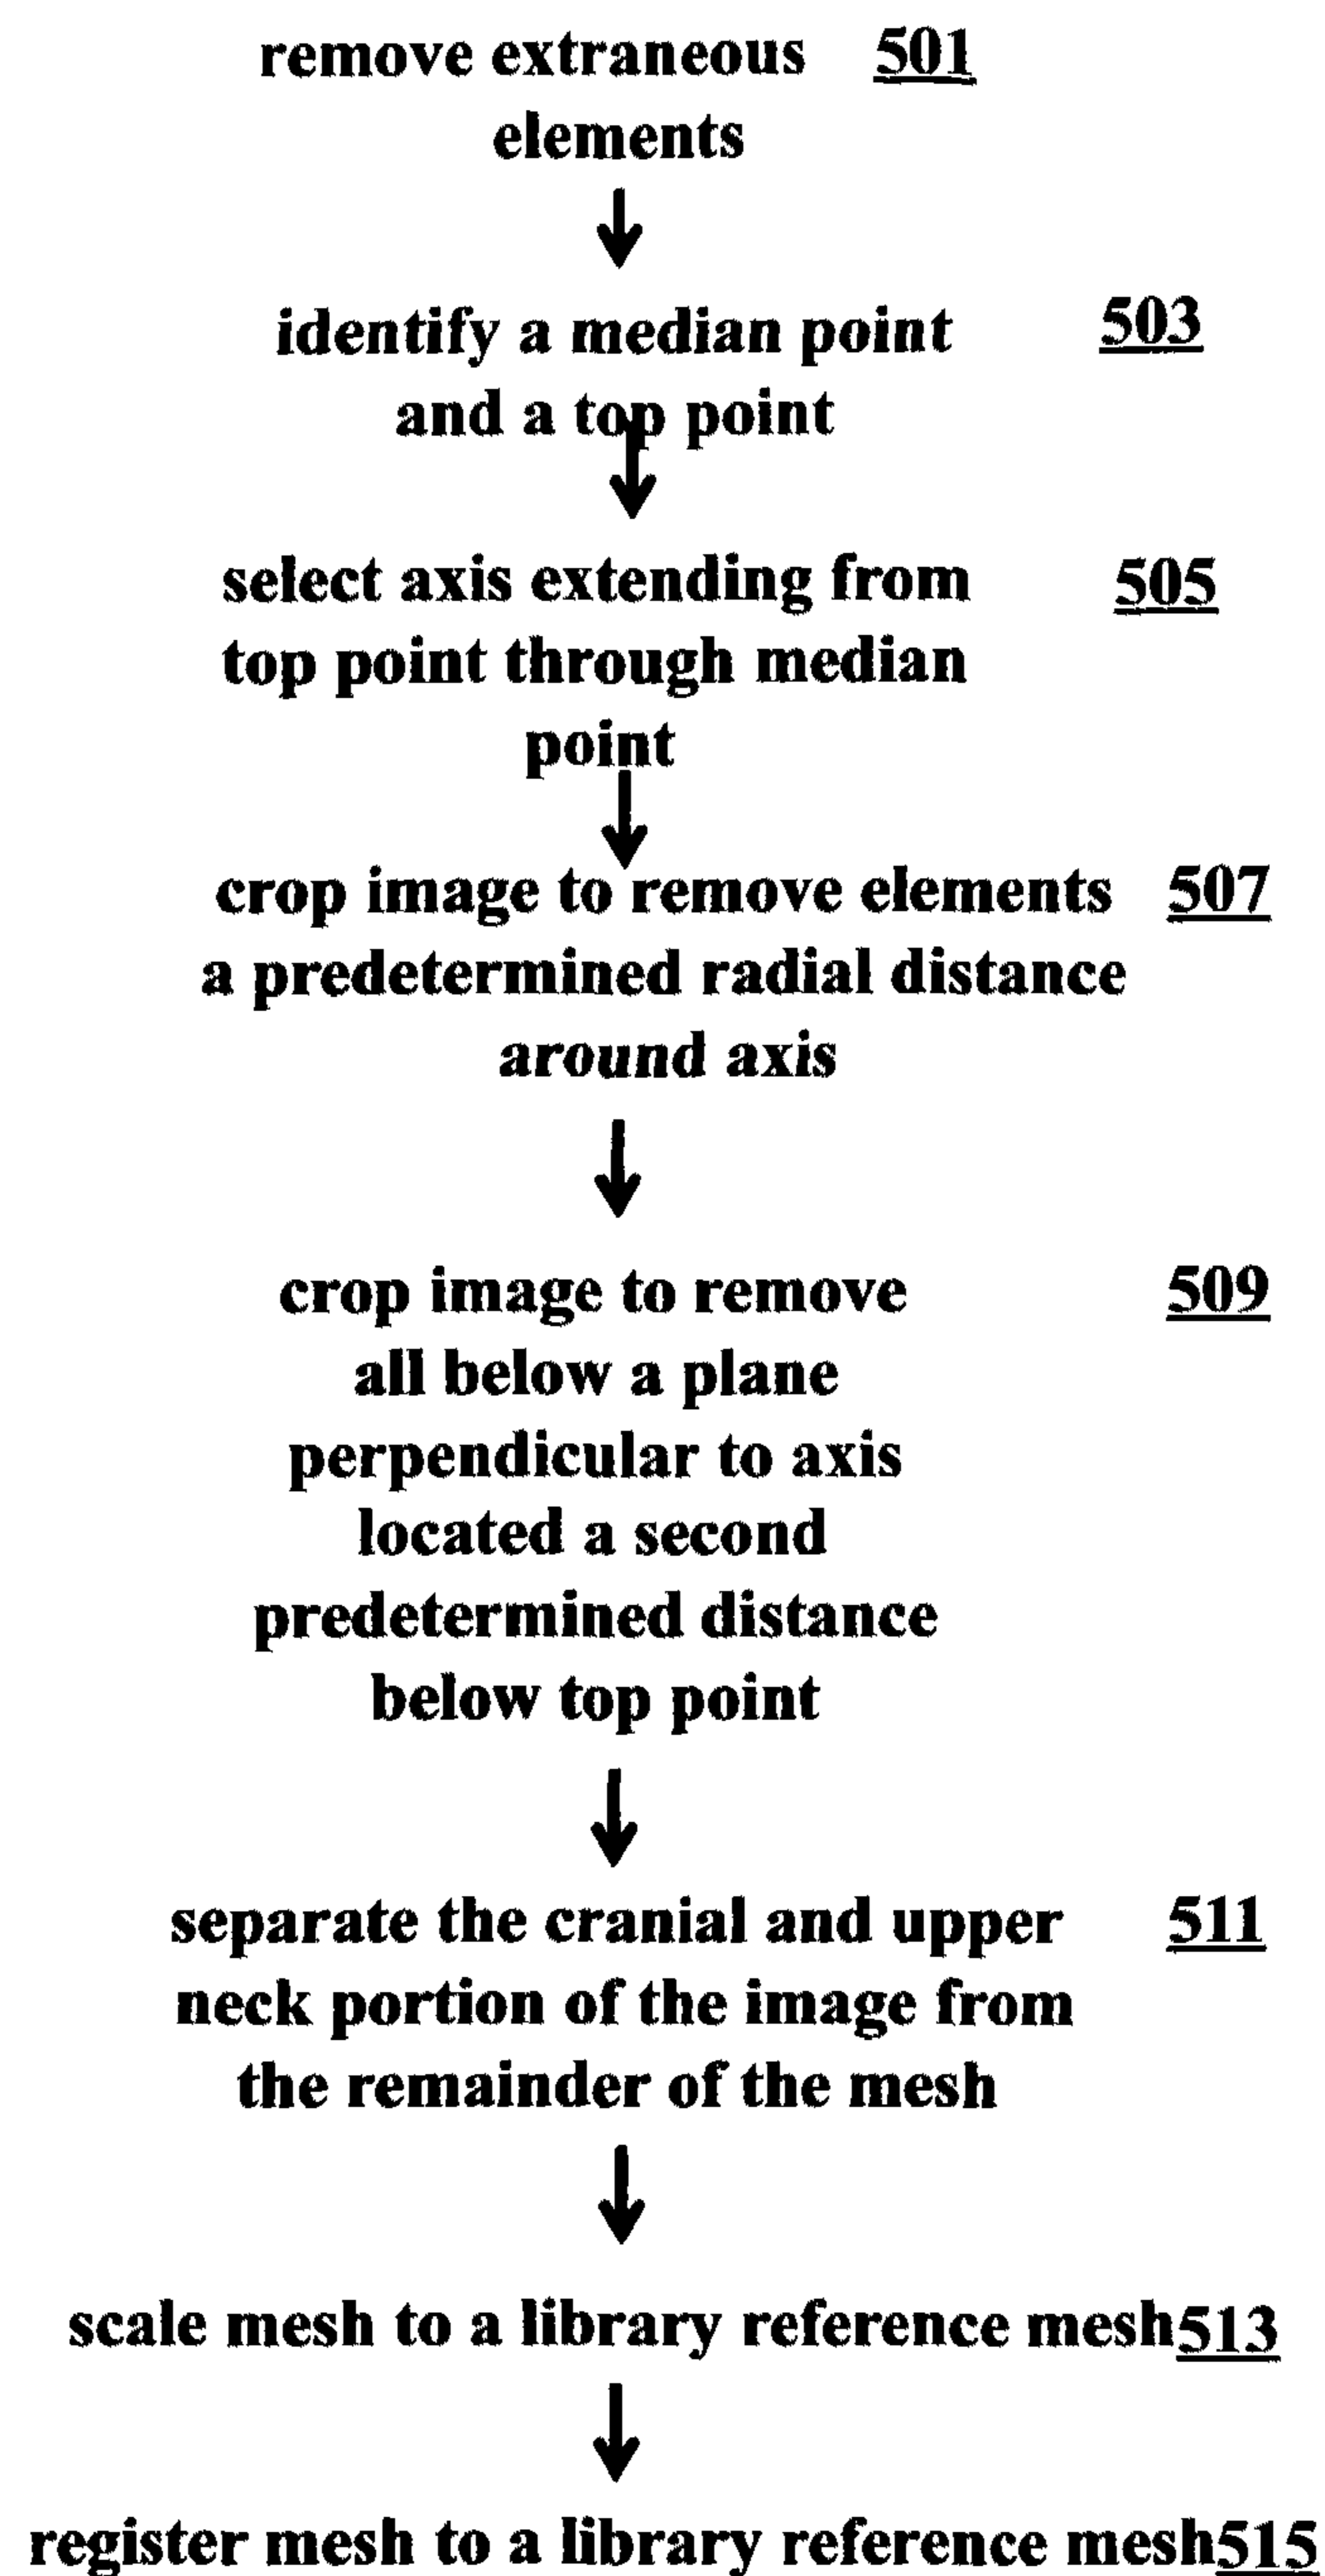 remove extraneous 501
elements
identify a median point 503
and a top point
select axis extending from 505
top point through median
point
crop image to remove elements 507
a predetermined radial distance
around axis
crop image to remove 509
all below a plane
perpendicular to axis
located a second
predetermined distance
below top point
separate the cranial and upper 511
neck portion of the image from
the remainder of the mesh
scale mesh to a library reference mesh 513
register mesh to a library reference mesh 515